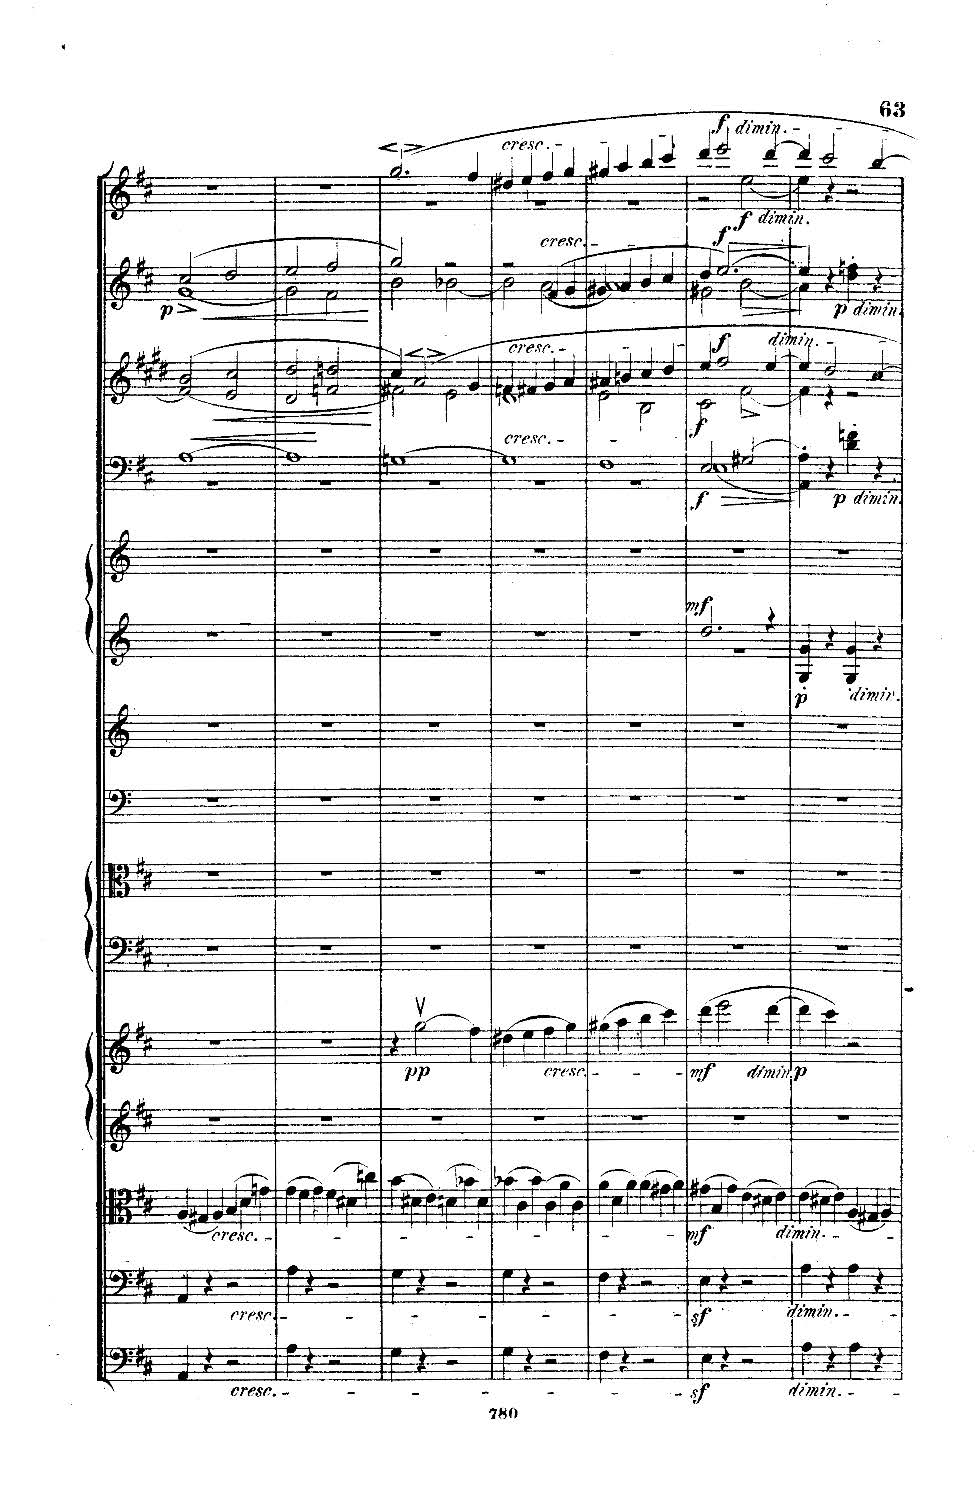 63
f dimin.
cresc.
f dimin.
cresc. f
p p dimin.
f dimin.
cresc.
f
cresc.
f p dimin.
mf
p dimin.
pp cresc. mf dimin. p
cresc. mf dimin.
cresc. sf dimin.
cresc. sf dimin.
780